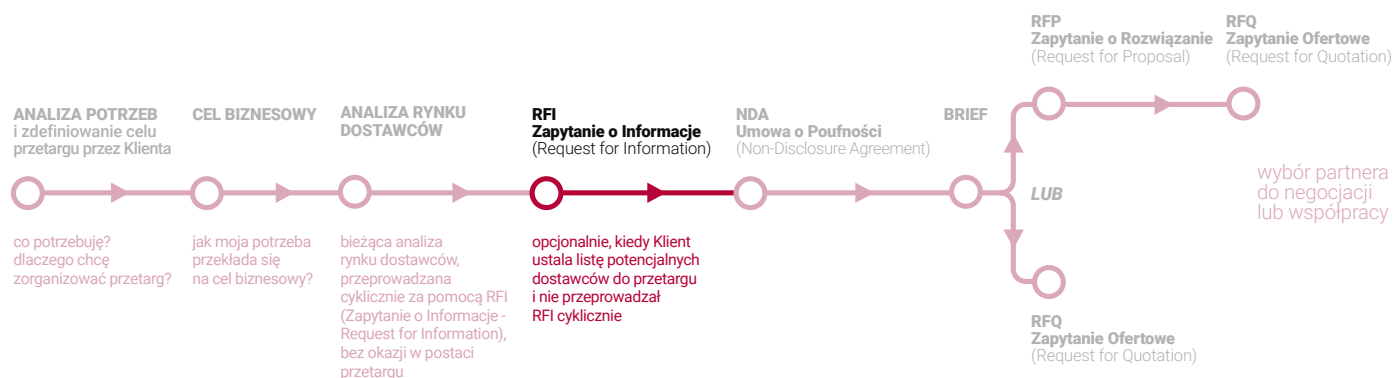 ANALIZA POTRZEB
i zdefiniowanie celu
przetargu przez Klienta
co potrzebuję?
dlaczego chcę
zorganizować przetarg?
CEL BIZNESOWY
jak moja potrzeba
przekłada się
na cel biznesowy?
ANALIZA RYNKU
DOSTAWCÓW
bieżąca analiza
rynku dostawców,
przeprowadzana
cyklicznie za pomocą RFI
(Zapytanie o Informacje -
Request for Information),
bez okazji w postaci
przetargu
RFI
Zapytanie o Informacje
(Request for Information)
opcjonalnie, kiedy Klient
ustala listę potencjalnych
dostawców do przetargu
i nie przeprowadzał
RFI cyklicznie
NDA
Umowa o Poufności
(Non-Disclosure Agreement)
BRIEF
LUB
RFP
Zapytanie o Rozwiązanie
(Request for Proposal)
RFQ
Zapytanie Ofertowe
(Request for Quotation)
wybór partnera
do negocjacji
lub współpracy
RFQ
Zapytanie Ofertowe
(Request for Quotation)